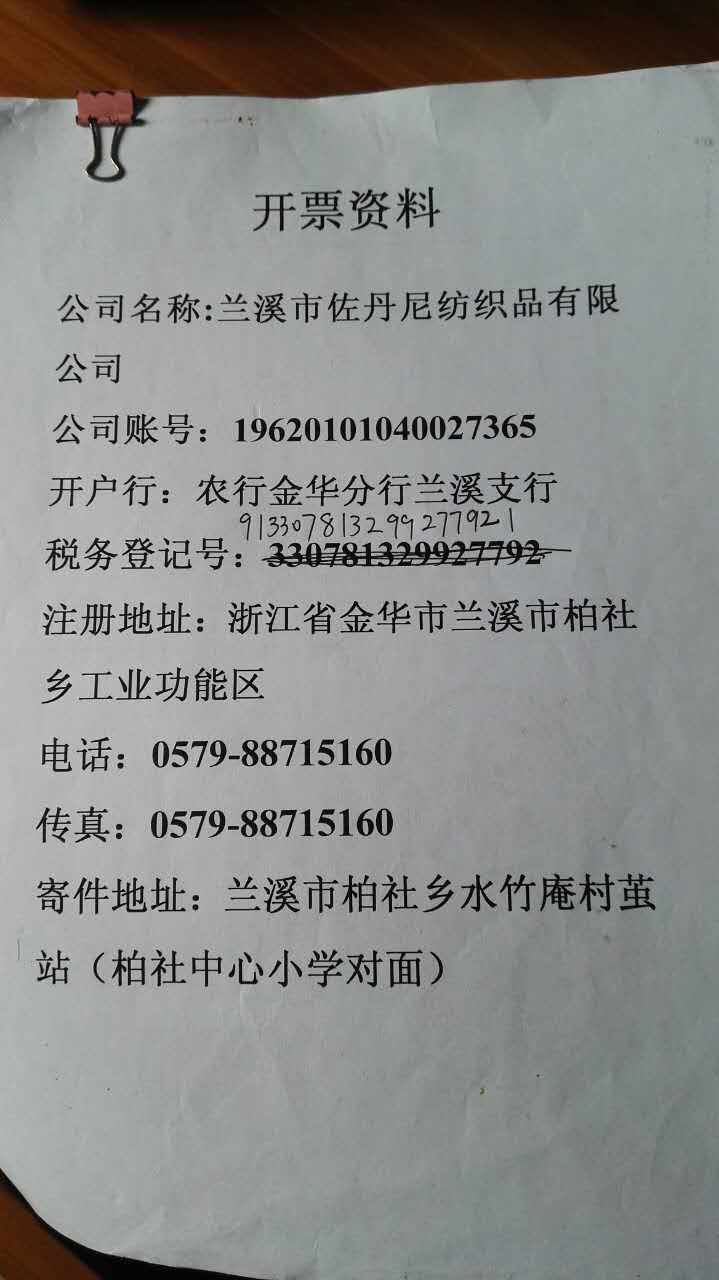 开票资料
公司名称:兰溪市佐丹尼纺织品有限
公司
公司账号：19620101040027365
开户行：农行金华分行兰溪支行
913307813299277921
税务登记号：330781329927792
注册地址：浙江省金华市兰溪市柏社
乡工业功能区
电话：0579-88715160
传真：0579-88715160
寄件地址：兰溪市柏社乡水竹庵村茧
站（柏社中心小学对面）